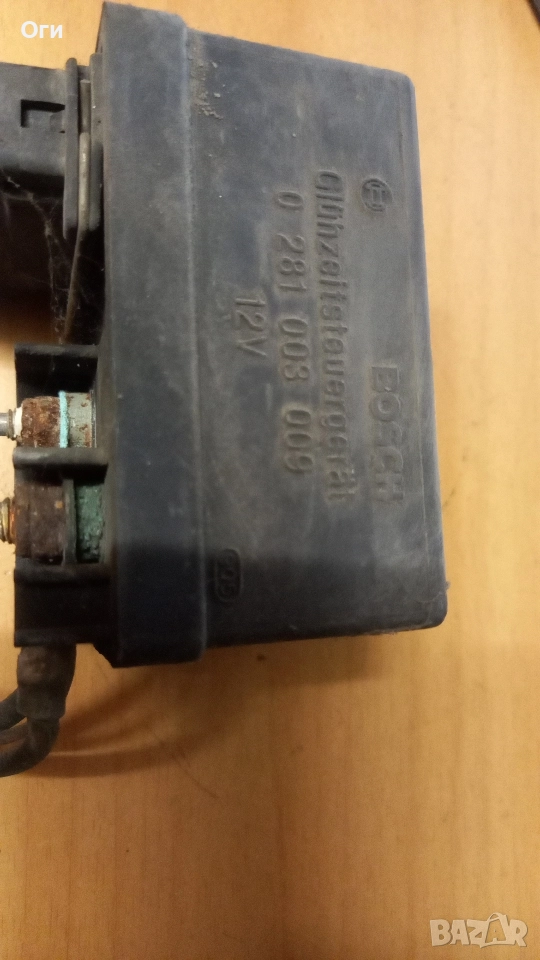 Оги
BOSCH
Glühzeitsteuergerät
0 281 003 009
12V
BAZAR